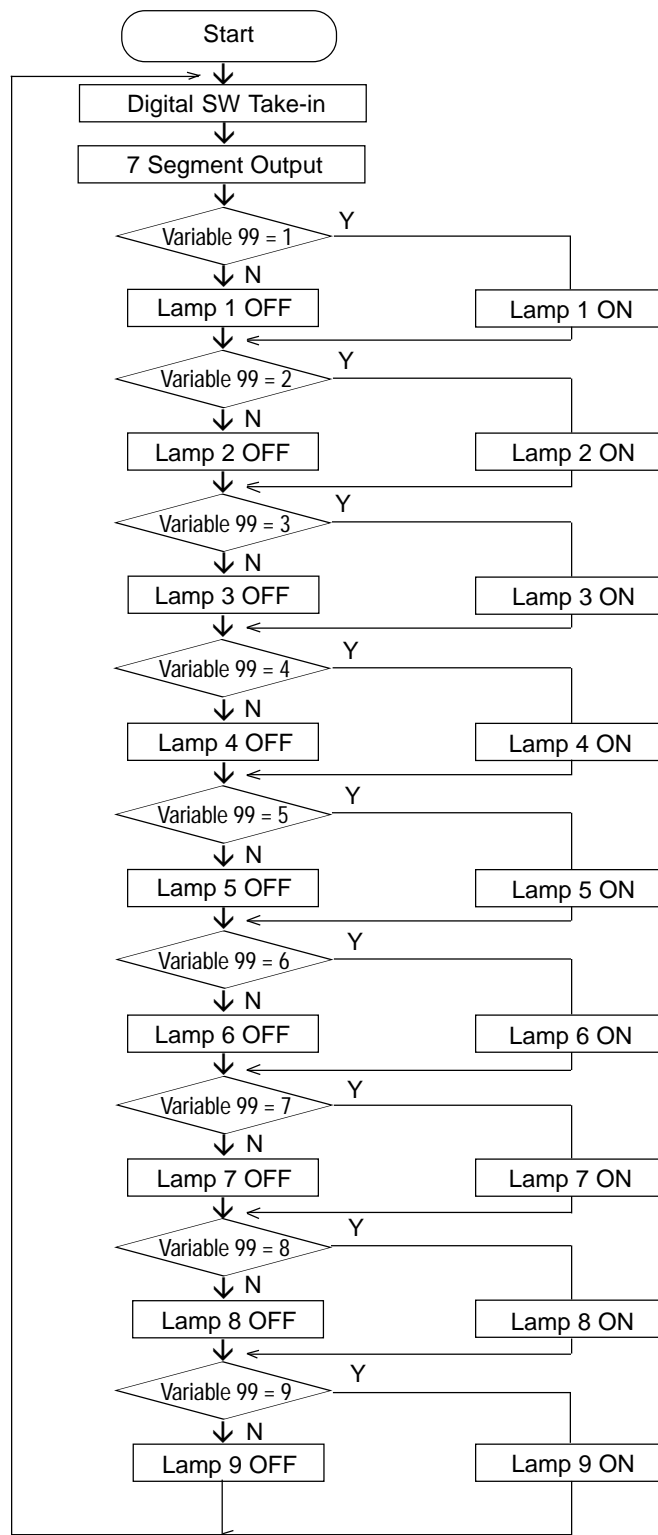 Start
Digital SW Take-in
7 Segment Output
Variable 99 = 1
Y
N
Lamp 1 OFF
Lamp 1 ON
Variable 99 = 2
Y
N
Lamp 2 OFF
Lamp 2 ON
Variable 99 = 3
Y
N
Lamp 3 OFF
Lamp 3 ON
Variable 99 = 4
Y
N
Lamp 4 OFF
Lamp 4 ON
Variable 99 = 5
Y
N
Lamp 5 OFF
Lamp 5 ON
Variable 99 = 6
Y
N
Lamp 6 OFF
Lamp 6 ON
Variable 99 = 7
Y
N
Lamp 7 OFF
Lamp 7 ON
Variable 99 = 8
Y
N
Lamp 8 OFF
Lamp 8 ON
Variable 99 = 9
Y
N
Lamp 9 OFF
Lamp 9 ON